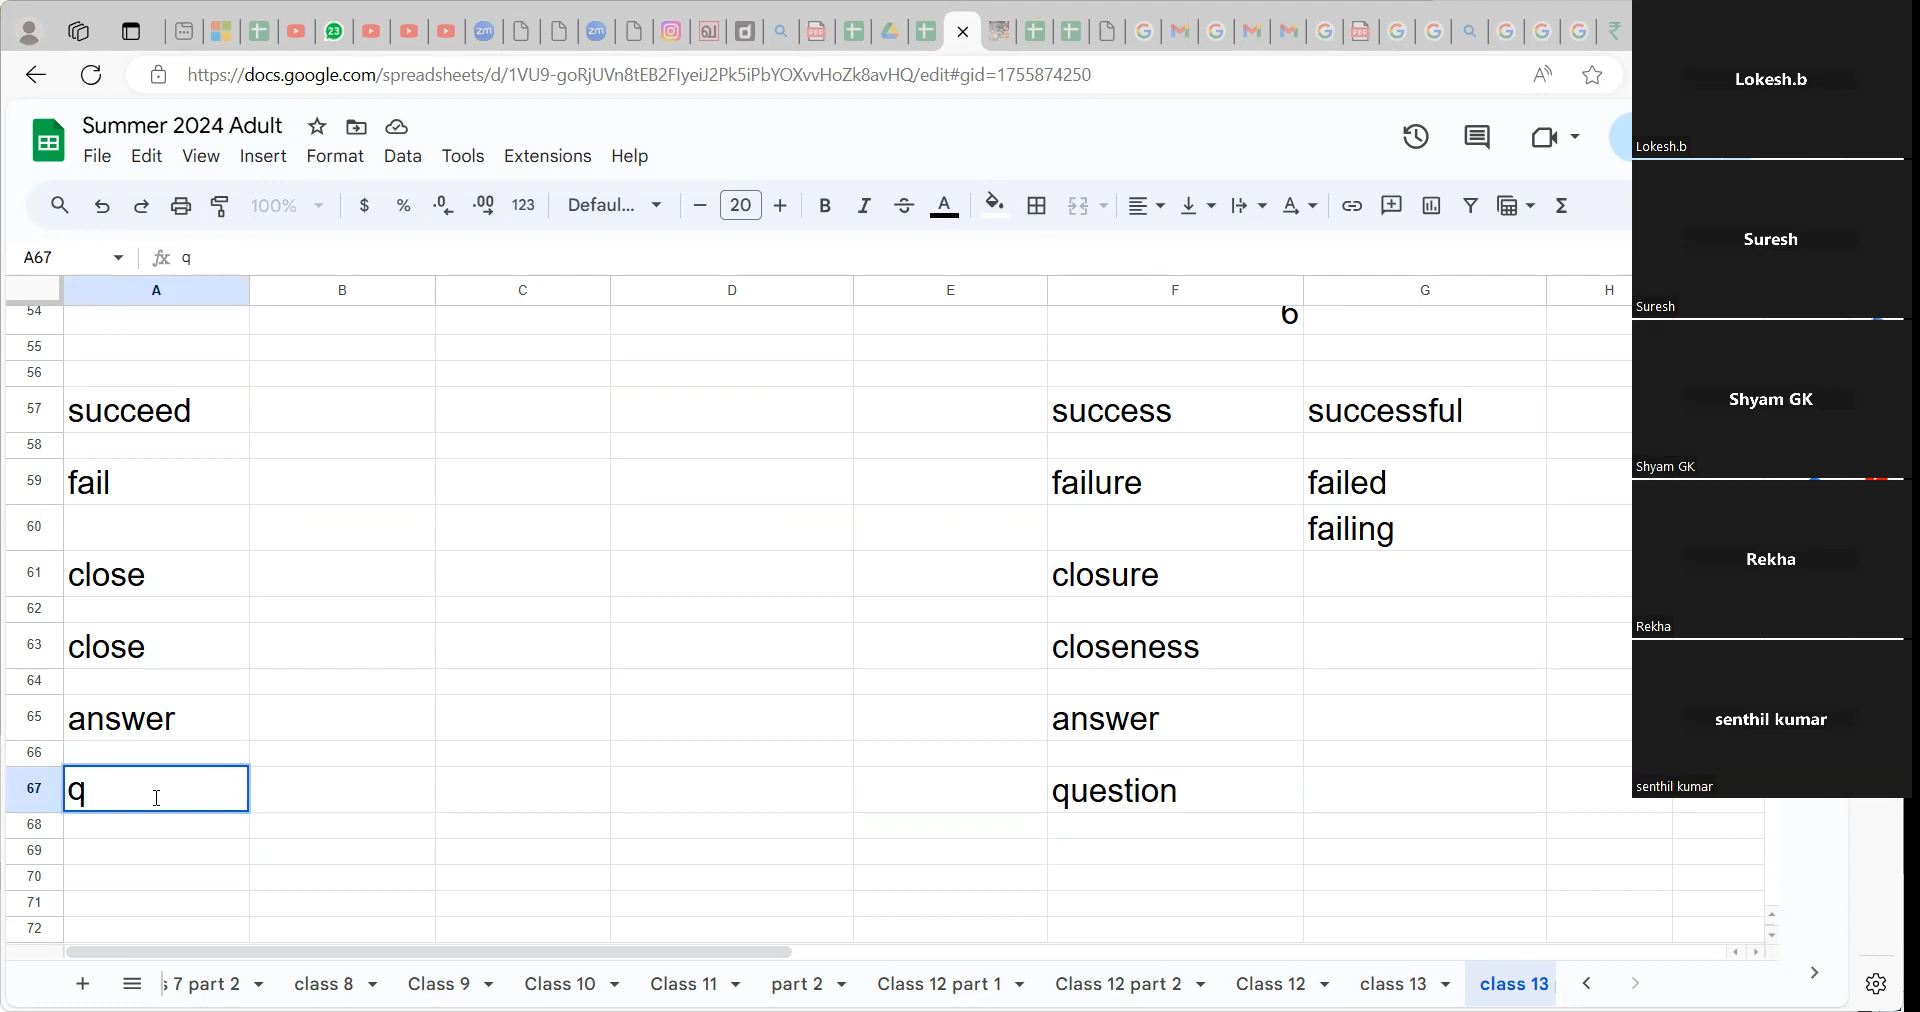 23
https://docs.google.com/spreadsheets/d/1VU9-goRjUVn8tEB2FIyeiJ2Pk5iPbYOXvvHoZk8avHQ/edit#gid=1755874250
Summer 2024 Adult
File Edit View Insert Format Data Tools Extensions Help
100% $ % .0 .00 123 Defaul... 20 B I A
A67 fx q
A B C D E F G H
54 6
55
56
57 succeed success successful
58
59 fail failure failed
60 failing
61 close closure
62
63 close closeness
64
65 answer answer
66
67 q question
68
69
70
71
72
7 part 2 class 8 Class 9 Class 10 Class 11 part 2 Class 12 part 1 Class 12 part 2 Class 12 class 13 class 13
Lokesh.b
Lokesh.b
Suresh
Suresh
Shyam GK
Shyam GK
Rekha
Rekha
senthil kumar
senthil kumar